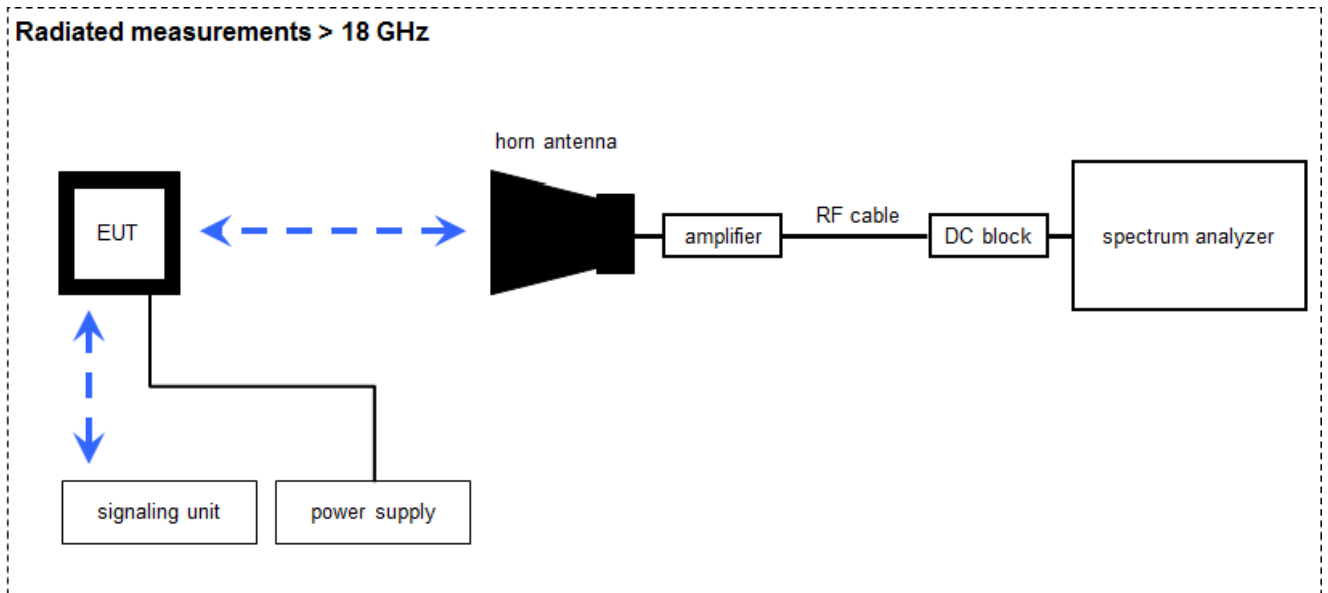 Radiated measurements > 18 GHz
horn antenna
EUT
amplifier
RF cable
DC block
spectrum analyzer
signaling unit
power supply